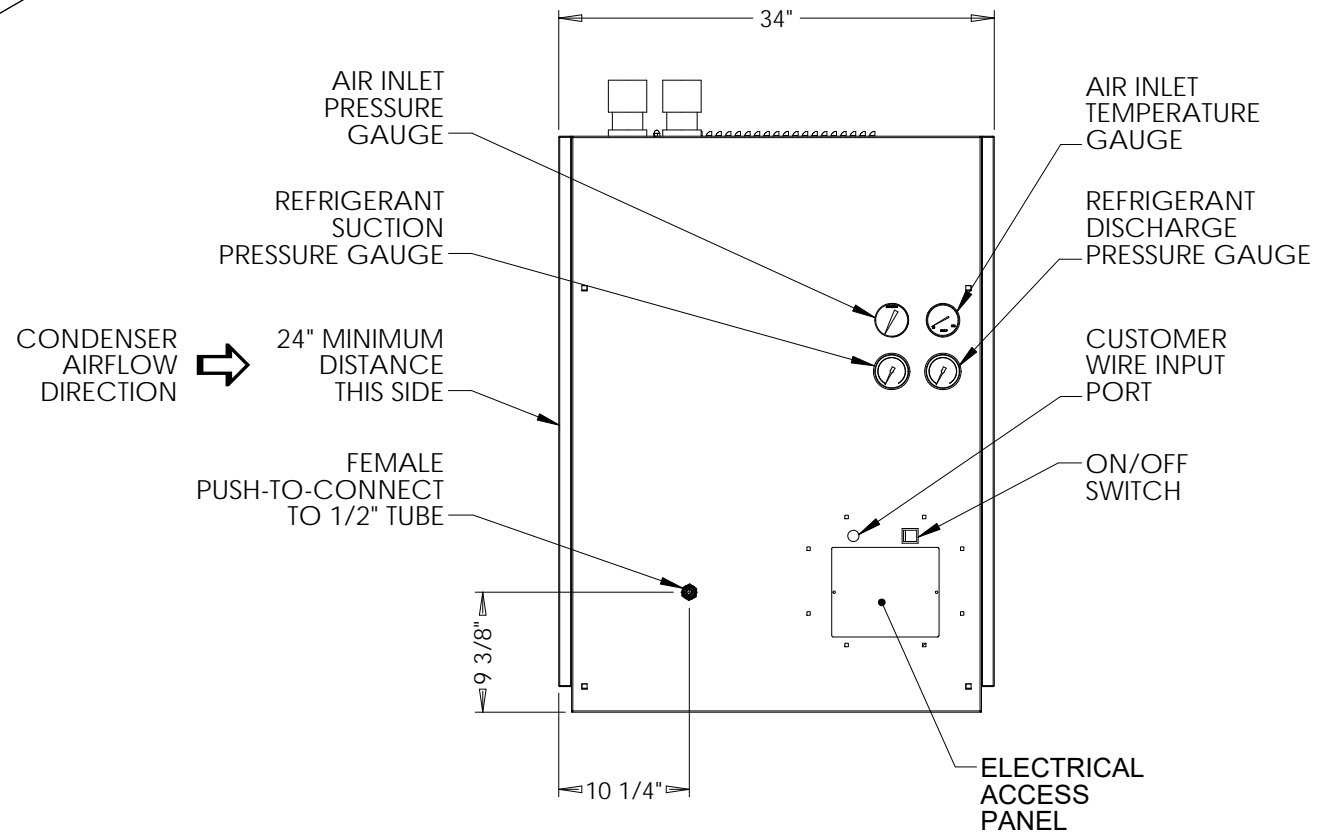 34"
AIR INLET
PRESSURE
GAUGE
AIR INLET
TEMPERATURE
GAUGE
REFRIGERANT
SUCTION
PRESSURE GAUGE
REFRIGERANT
DISCHARGE
PRESSURE GAUGE
CONDENSER
AIRFLOW
DIRECTION
24" MINIMUM
DISTANCE
THIS SIDE
CUSTOMER
WIRE INPUT
PORT
FEMALE
PUSH-TO-CONNECT
TO 1/2" TUBE
ON/OFF
SWITCH
9 3/8"
10 1/4"
ELECTRICAL
ACCESS
PANEL